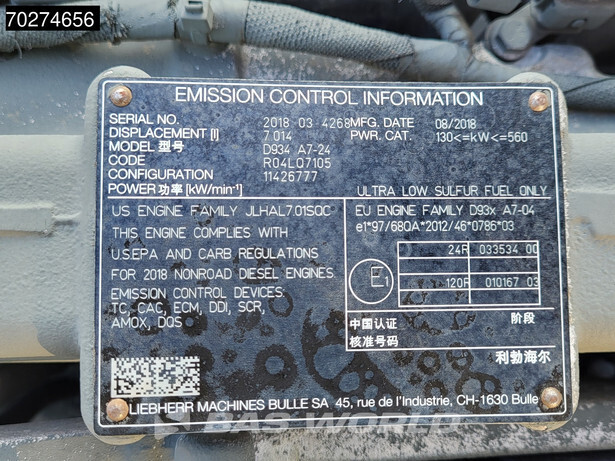 70274656
EMISSION CONTROL INFORMATION
SERIAL NO. 2018 03 4268 MFG. DATE 08/2018
DISPLACEMENT [l] 7.014 PWR. CAT. 130<=kW<=560
MODEL 型号 D934 A7-24
CODE R04LQ7105
CONFIGURATION 11426777
POWER 功率 [kW/min⁻¹] ULTRA LOW SULFUR FUEL ONLY
US ENGINE FAMILY JLHAL7.01SOC
THIS ENGINE COMPLIES WITH
U.S.EPA AND CARB REGULATIONS
FOR 2018 NONROAD DIESEL ENGINES.
EMISSION CONTROL DEVICES:
TC, CAC, ECM, DDI, SCR,
AMOX, DOS
EU ENGINE FAMILY D93x A7-04
e1*97/68QA*2012/46*0786*03
E1
24R 033534 00
120R 010167 03
中国认证 阶段
核准号码
利勃海尔
LIEBHERR MACHINES BULLE SA 45, rue de l'Industrie, CH-1630 Bulle
BAS WORLD